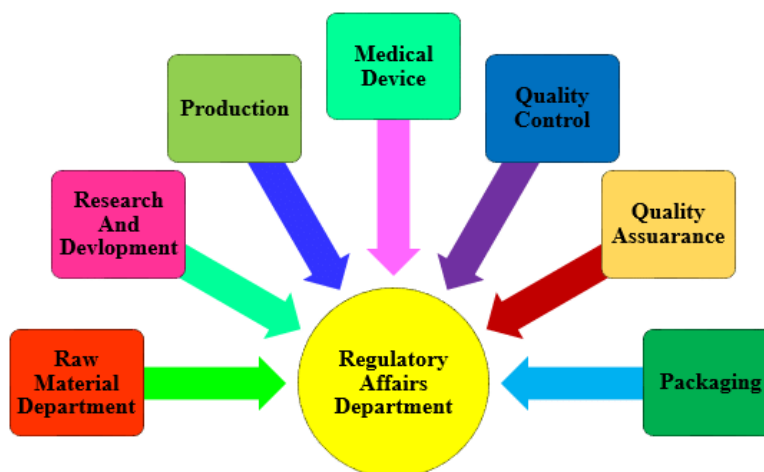 Medical
Device
Production
Quality
Control
Research
And
Devlopment
Quality
Assuarance
Raw
Material
Department
Regulatory
Affairs
Department
Packaging